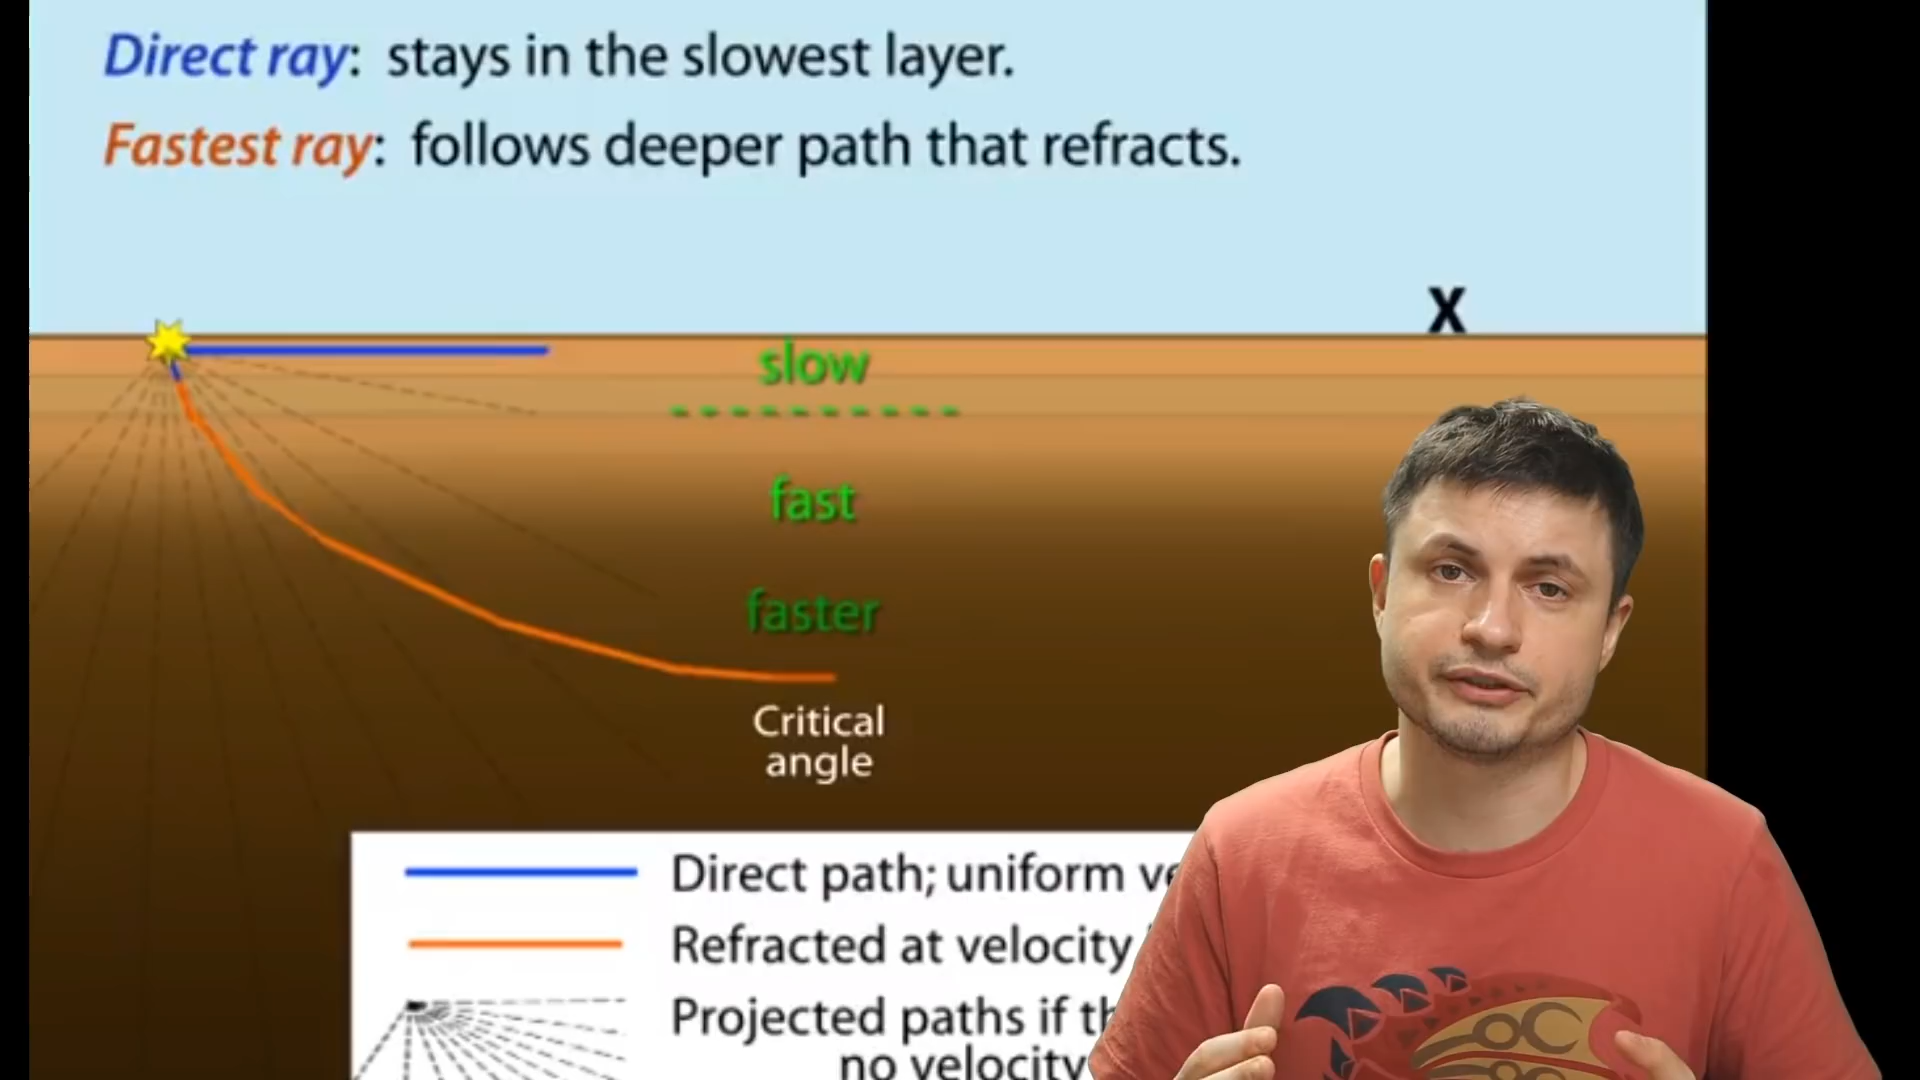 Direct ray: stays in the slowest layer.
Fastest ray: follows deeper path that refracts.
X
slow
fast
faster
Critical
angle
Direct path; uniform
Refracted at velocity
Projected paths if
no velocity